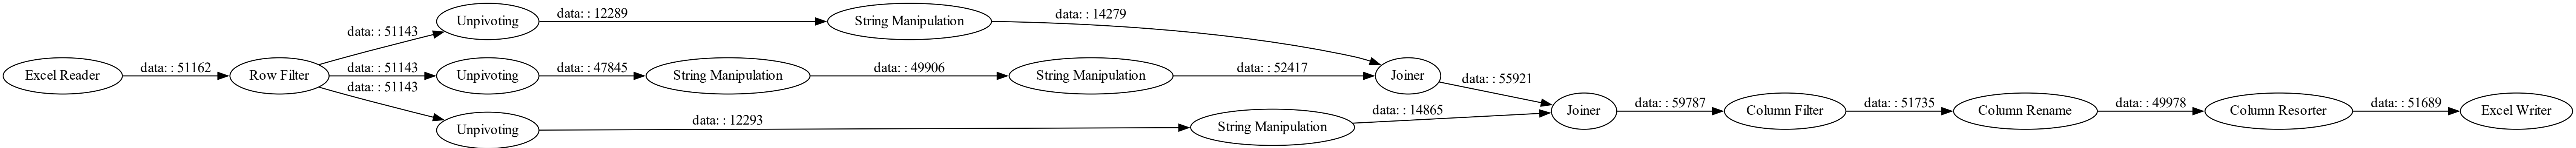 Excel Reader
data: : 51162
Row Filter
data: : 51143
data: : 51143
data: : 51143
Unpivoting
data: : 12289
String Manipulation
data: : 14279
Unpivoting
data: : 47845
String Manipulation
data: : 49906
String Manipulation
data: : 52417
Joiner
data: : 55921
Unpivoting
data: : 12293
String Manipulation
data: : 14865
Joiner
data: : 59787
Column Filter
data: : 51735
Column Rename
data: : 49978
Column Resorter
data: : 51689
Excel Writer